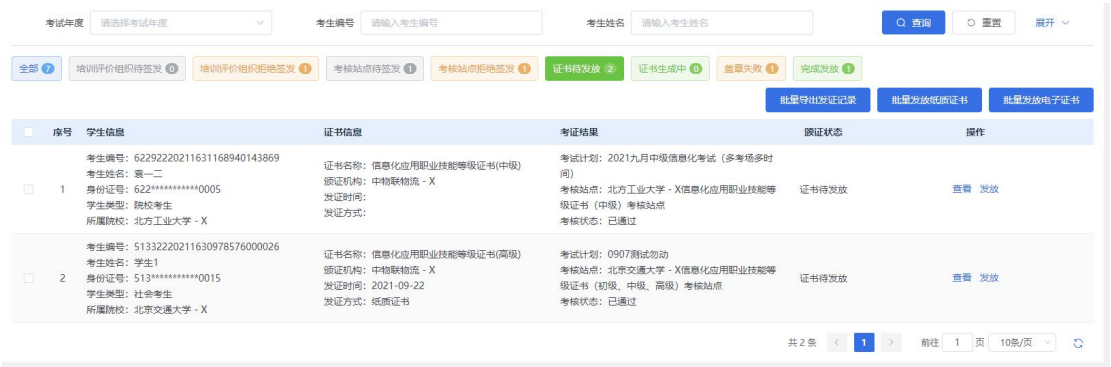 考试年度 请选择考试年度 考生编号 请输入考生编号 考生姓名 请输入考生姓名 查询 重置 展开
全部 7 培训评价组织待签发 0 培训评价组织拒绝签发 1 考核站点待签发 1 考核站点拒绝签发 1 证书待发放 2 证书生成中 0 盖章失败 1 完成发放 1
批量导出发证记录 批量发放纸质证书 批量发放电子证书
序号 学生信息 证书信息 考证结果 颁证状态 操作
1
考生编号：62292220211631168940143869
考生姓名：袁一二
身份证号：622***********0005
学生类型：院校考生
所属院校：北方工业大学 - X
证书名称：信息化应用职业技能等级证书(中级)
颁证机构：中物联物流 - X
发证时间：
发证方式：
考试计划：2021九月中级信息化考试（多考场多时
间）
考核站点：北方工业大学 - X信息化应用职业技能等
级证书（中级）考核站点
考核状态：已通过
证书待发放
查看 发放
2
考生编号：51332220211630978576000026
考生姓名：学生1
身份证号：513***********0015
学生类型：社会考生
所属院校：北京交通大学 - X
证书名称：信息化应用职业技能等级证书(高级)
颁证机构：中物联物流 - X
发证时间：2021-09-22
发证方式：纸质证书
考试计划：0907测试勿动
考核站点：北京交通大学 - X信息化应用职业技能等
级证书（初级、中级、高级）考核站点
考核状态：已通过
证书待发放
查看 发放
共 2 条 < 1 > 前往 1 页 10条/页